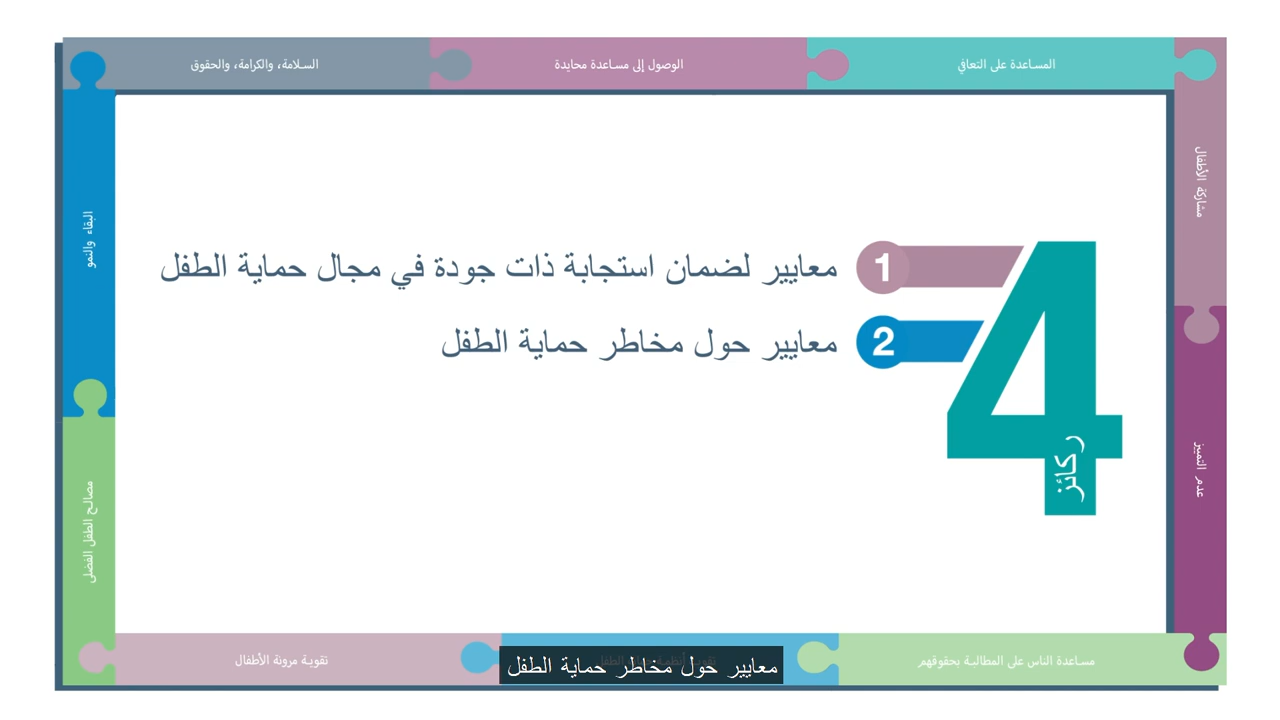 المساعدة على التعافي
الوصول إلى مساعدة محايدة
السلامة، والكرامة، والحقوق
مشاركة الأطفال
عدم التمييز
4
ركائز
1
معايير لضمان استجابة ذات جودة في مجال حماية الطفل
2
معايير حول مخاطر حماية الطفل
البقاء والنمو
مصالح الطفل الفضلى
مساعدة الناس على المطالبة بحقوقهم
تقوية مرونة الأطفال
معايير حول مخاطر حماية الطفل